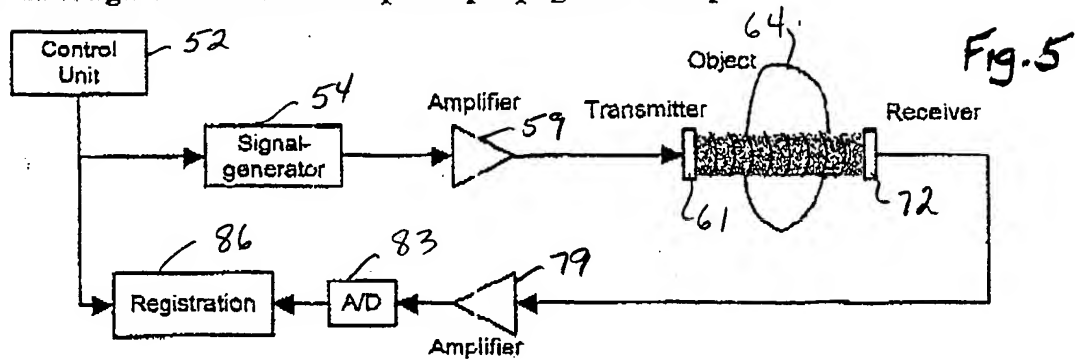 52
64
Fig.5
Control
Unit
Object
54
Amplifier
59
Transmitter
Receiver
Signal-
generator
61
72
86
83
79
Registration
A/D
Amplifier